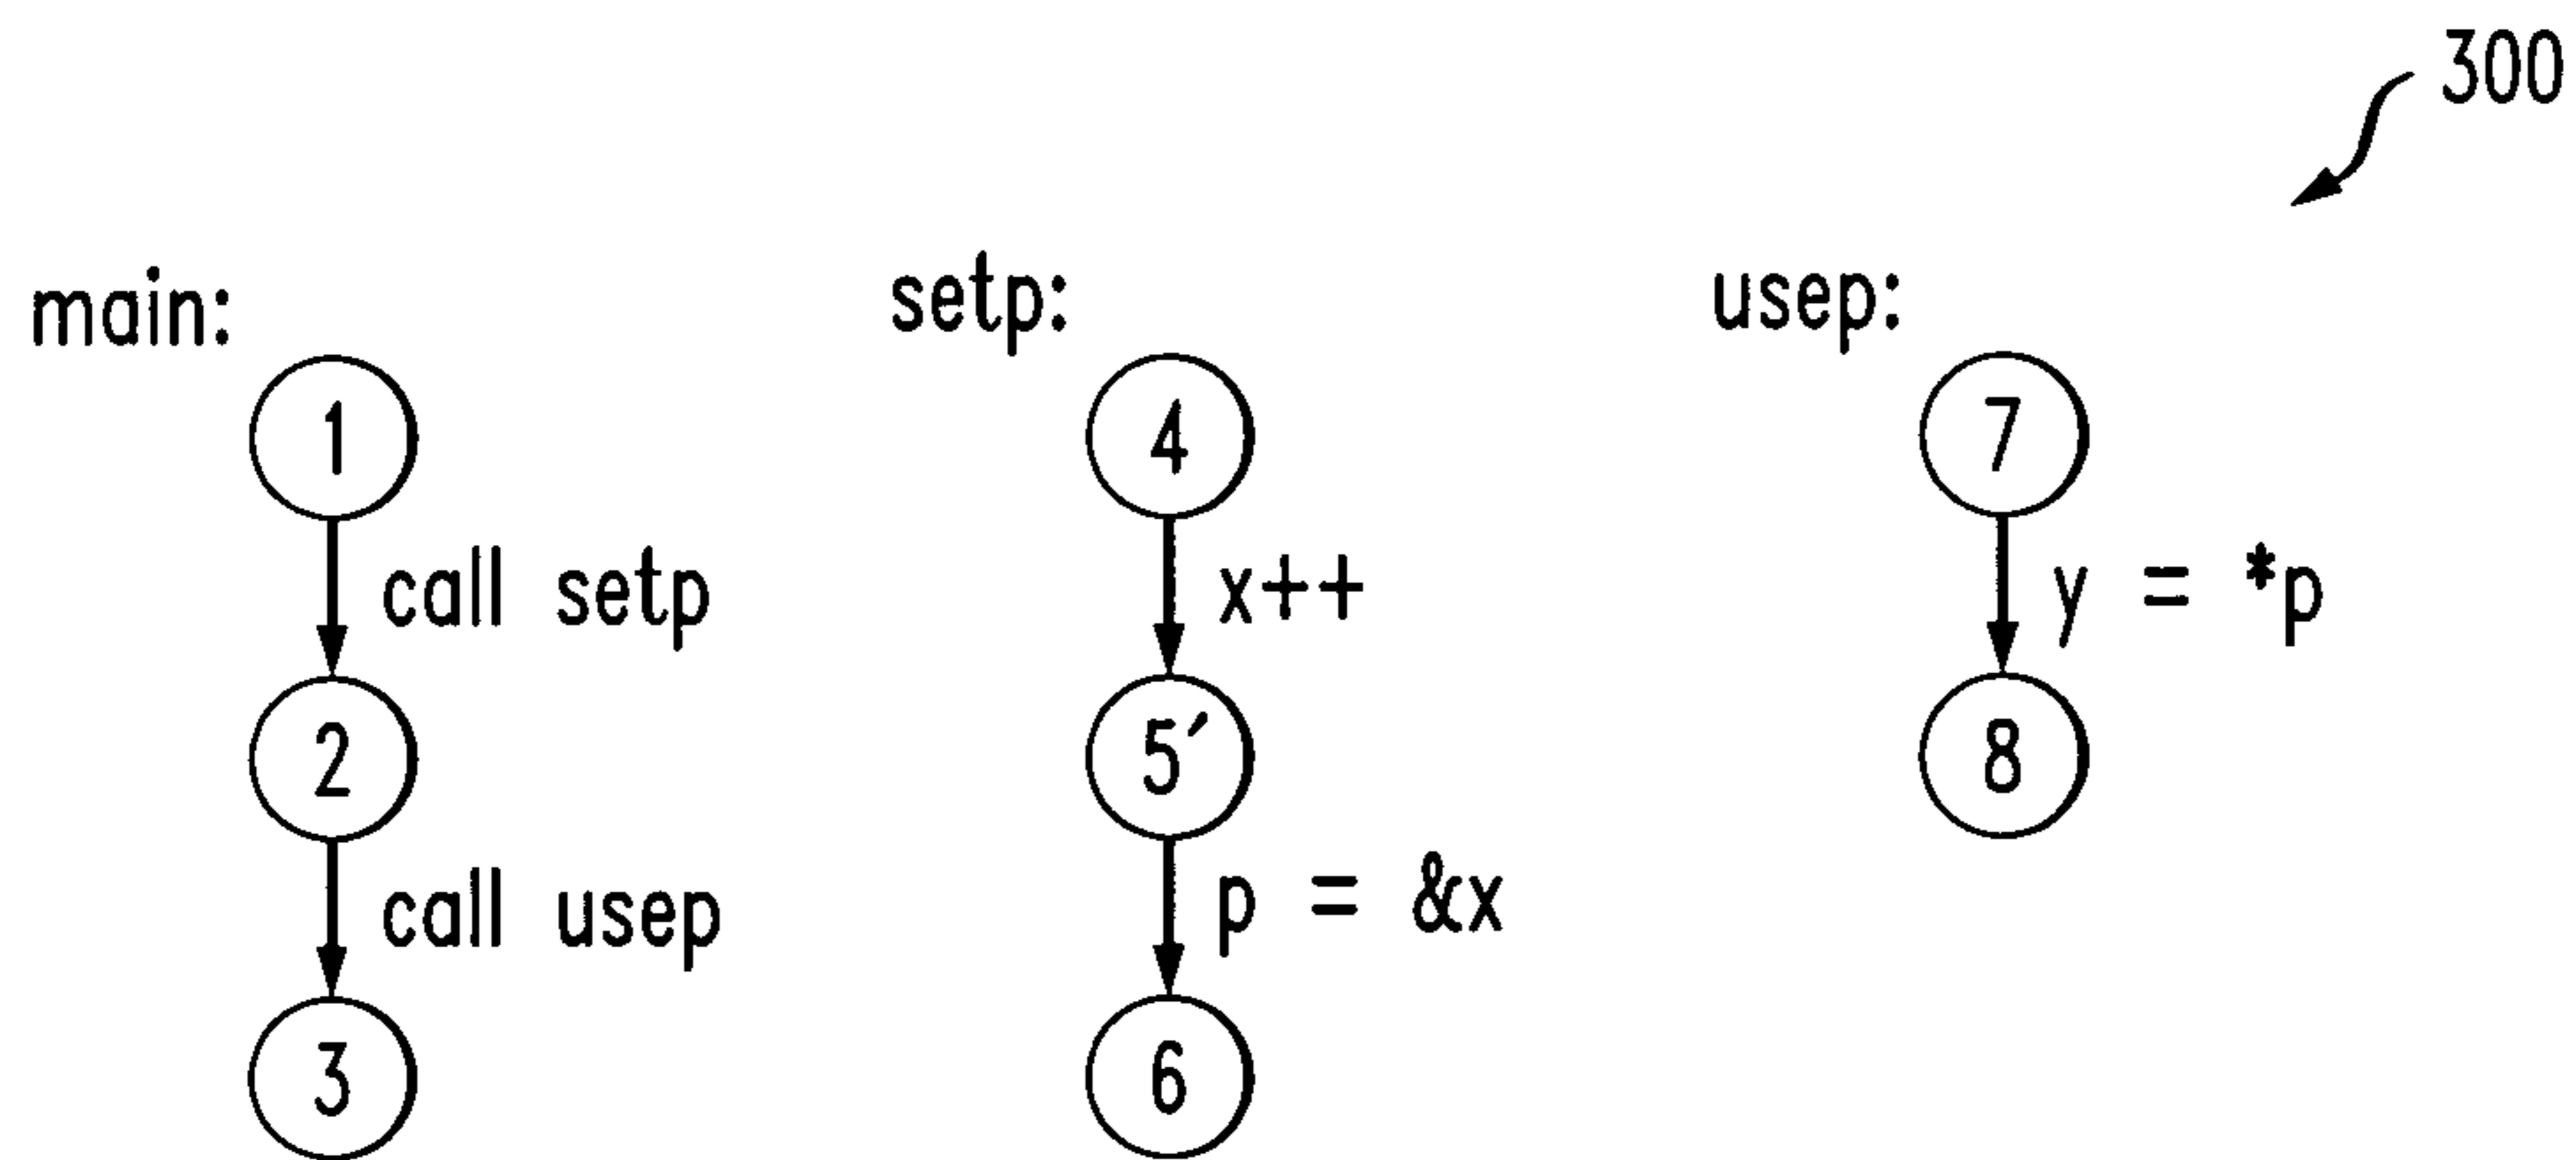 300
main: setp: usep:
1 4 7
call setp x++ y = *p
2 5′ 8
call usep p = &x
3 6